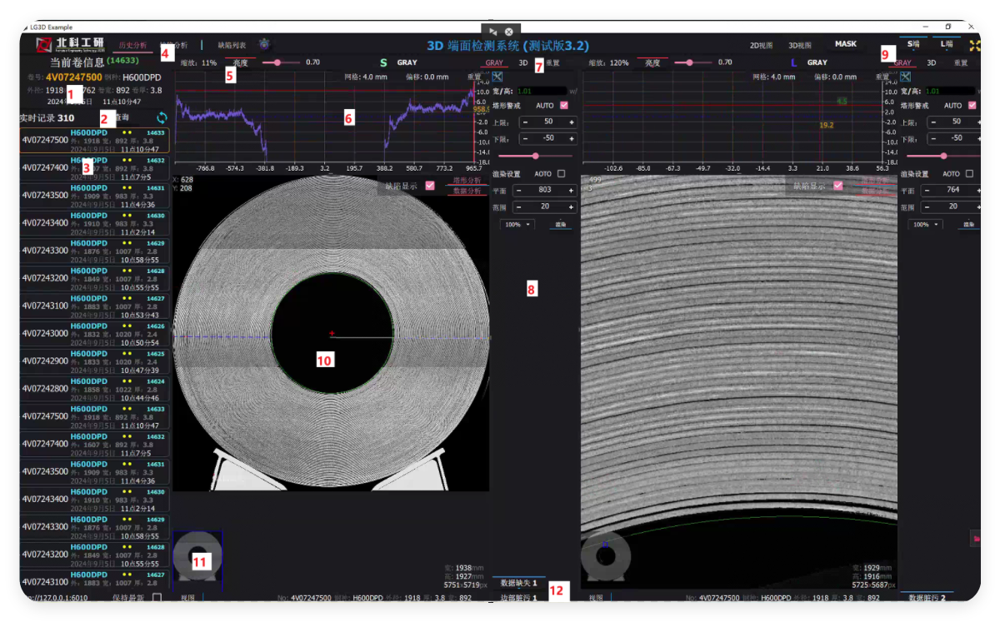 LG3D Example
北科工研
历史分析
4
分析
缺陷列表
3D 端面检测系统 (测试版3.2)
2D视图
3D视图
MASK
S端
L端
当前卷信息(14633)
卷号: 4V07247500 钢种: H600DPD
外径: 1918
762 卷宽: 892 卷厚: 3.8
1
11点10分47
实时记录 310
2
查询
4V07247500 H600DPD 14633
外: 1918 宽: 892 厚: 3.8
2024年9月5日 11点10分47
4V07247400 H600DPD 14632
3
07 宽: 892 厚: 3.8
2024年9月5日 11点7分5
4V07243500 H600DPD 14631
外: 1909 宽: 983 厚: 3.3
2024年9月5日 11点4分36
4V07243400 H600DPD 14630
外: 1910 宽: 983 厚: 3.3
2024年9月5日 11点2分14
4V07243300 H600DPD 14629
外: 1876 宽: 1007 厚: 2.8
2024年9月5日 10点58分55
4V07243200 H600DPD 14628
外: 1849 宽: 1007 厚: 2.8
2024年9月5日 10点55分55
4V07243100 H600DPD 14627
外: 1883 宽: 1007 厚: 2.8
2024年9月5日 10点53分43
4V07243000 H600DPD 14626
外: 1832 宽: 1020 厚: 2.4
2024年9月5日 10点50分54
4V07242900 H600DPD 14625
外: 1833 宽: 1020 厚: 2.4
2024年9月5日 10点47分39
4V07242800 H600DPD 14624
外: 1858 宽: 1022 厚: 2.8
2024年9月5日 10点44分46
4V07247500 H600DPD 14633
外: 1918 宽: 892 厚: 3.8
2024年9月5日 11点10分47
4V07247400 H600DPD 14632
外: 1607 宽: 892 厚: 3.8
2024年9月5日 11点7分5
4V07243500 H600DPD 14631
外: 1909 宽: 983 厚: 3.3
2024年9月5日 11点4分36
4V07243400 H600DPD 14630
外: 1910 宽: 983 厚: 3.3
2024年9月5日 11点2分14
4V07243300 H600DPD 14629
外: 1876 宽: 1007 厚: 2.8
2024年9月5日 10点58分55
4V07243200 H600DPD 14628
外: 1849 宽: 1007 厚: 2.8
2024年9月5日 10点55分55
4V07243100 H600DPD 14627
外: 1883 宽: 1007 厚: 2.8
://127.0.0.1:6010
保持最新
缩放: 11% 亮度 0.70
5
S GRAY
GRAY 3D 重置
7
网格: 4.0 mm 偏移: 0.0 mm 重置
6
14.0
10.0
6.0
958.9
-2.0
-6.0
-10.0
-14.0
-18.0
-766.8 -574.3 -381.8 -189.3 3.2 195.7 388.2 580.7 773.2 965.7
X: 628
Y: 208
缺陷显示
塔形分析
数据分析
10
11
宽: 1938mm
高: 1927mm
5751x5719px
视图
No: 4V07247500 钢种: H600DPD 外径: 1918 厚: 3.8 宽: 892
宽/高: 1.01
塔形警戒 AUTO
上限: - 50 +
下限: - -50 +
渲染设置 AOTO
平面 - 803 +
范围 - 20 +
100% 渲染
8
数据缺失 1
12
边部脏污 1
缩放: 120% 亮度 0.70
L GRAY
9
GRAY 3D 重置
网格: 4.0 mm 偏移: 0.0 mm 重置
19.2
14.0
10.0
6.0
2.0
-2.0
-6.0
-10.0
-14.0
-18.0
-102.6 -85.0 -67.3 -49.7 -32.0 -14.4 3.3 21.0 38.6 56.3
499
缺陷显示
宽: 1929mm
高: 1916mm
5725x5687px
视图
No: 4V07247500 钢种: H600DPD 外径: 1918 厚: 3.8 宽: 892
宽/高: 1.01
塔形警戒 AUTO
上限: - 50 +
下限: - -50 +
渲染设置 AOTO
平面 - 764 +
范围 - 20 +
100% 渲染
数据脏污 2